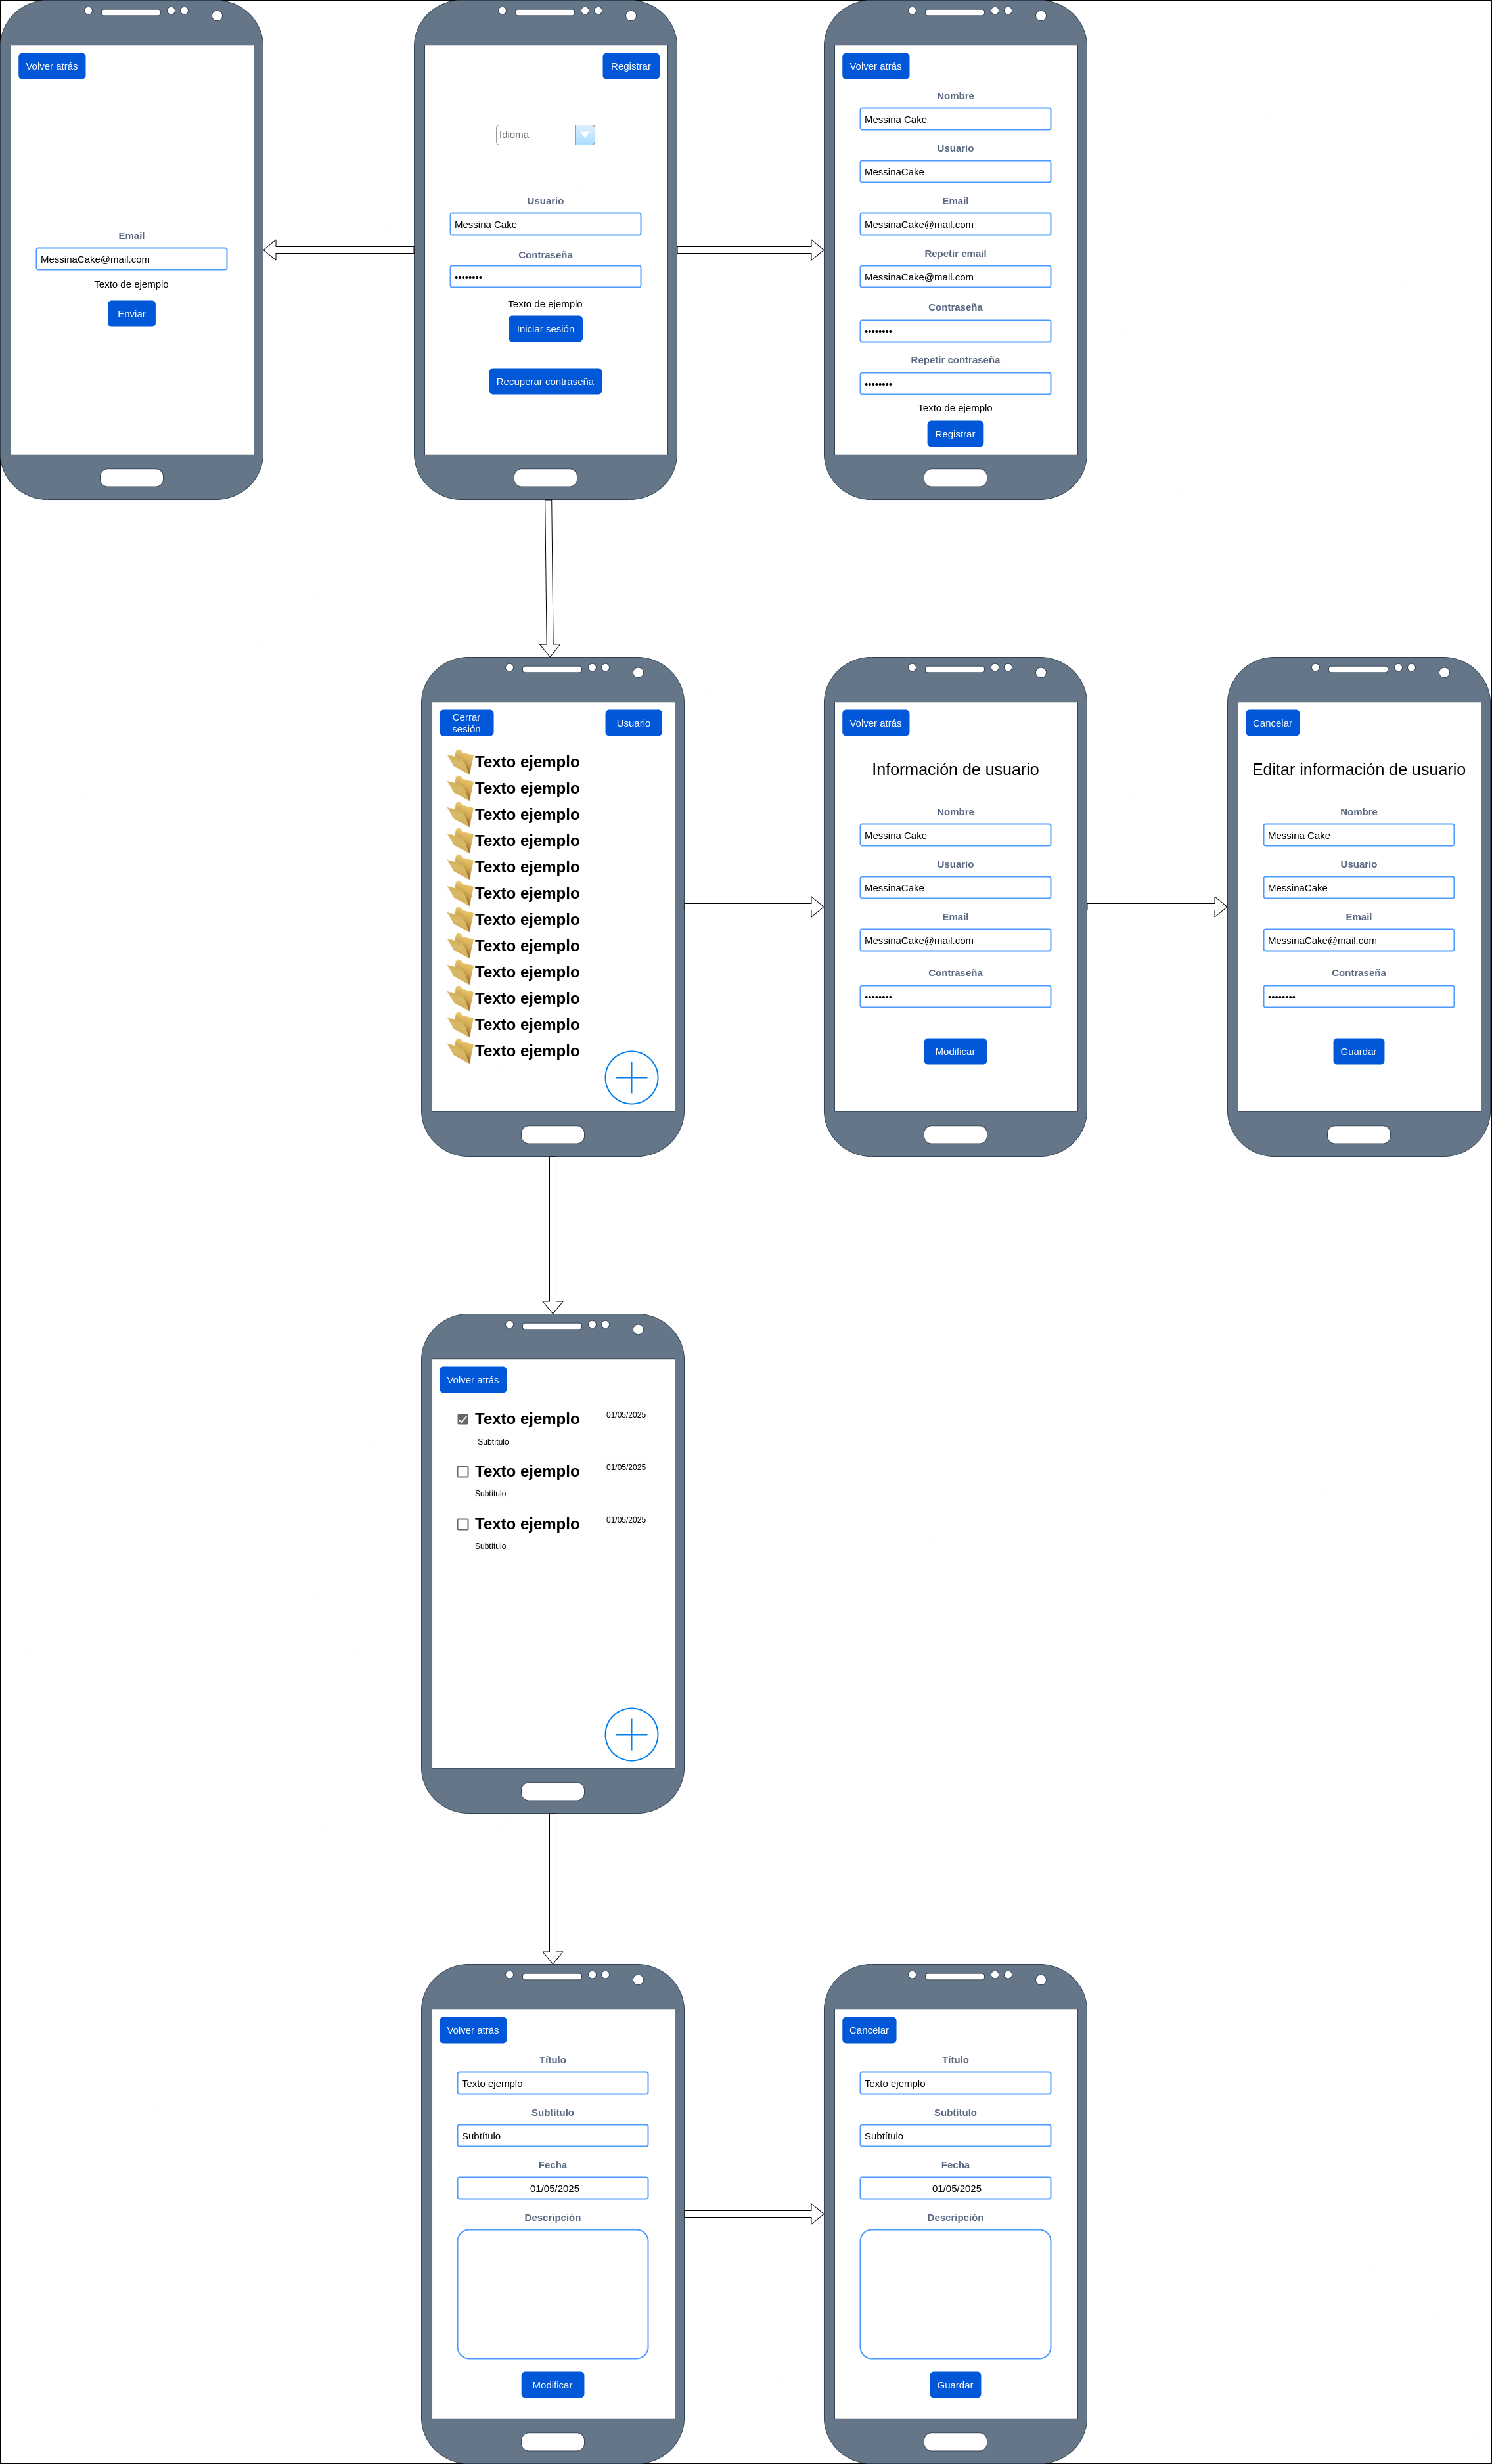 Volver atrás
Email
MessinaCake@mail.com
Texto de ejemplo
Enviar
Registrar
Idioma
Usuario
Messina Cake
Contraseña
••••••••
Texto de ejemplo
Iniciar sesión
Recuperar contraseña
Volver atrás
Nombre
Messina Cake
Usuario
MessinaCake
Email
MessinaCake@mail.com
Repetir email
MessinaCake@mail.com
Contraseña
••••••••
Repetir contraseña
••••••••
Texto de ejemplo
Registrar
Cerrar
sesión
Usuario
Texto ejemplo
Texto ejemplo
Texto ejemplo
Texto ejemplo
Texto ejemplo
Texto ejemplo
Texto ejemplo
Texto ejemplo
Texto ejemplo
Texto ejemplo
Texto ejemplo
Texto ejemplo
Volver atrás
Información de usuario
Nombre
Messina Cake
Usuario
MessinaCake
Email
MessinaCake@mail.com
Contraseña
••••••••
Modificar
Cancelar
Editar información de usuario
Nombre
Messina Cake
Usuario
MessinaCake
Email
MessinaCake@mail.com
Contraseña
••••••••
Guardar
Volver atrás
Texto ejemplo 01/05/2025
Subtítulo
Texto ejemplo 01/05/2025
Subtítulo
Texto ejemplo 01/05/2025
Subtítulo
Volver atrás
Título
Texto ejemplo
Subtítulo
Subtítulo
Fecha
01/05/2025
Descripción
Modificar
Cancelar
Título
Texto ejemplo
Subtítulo
Subtítulo
Fecha
01/05/2025
Descripción
Guardar